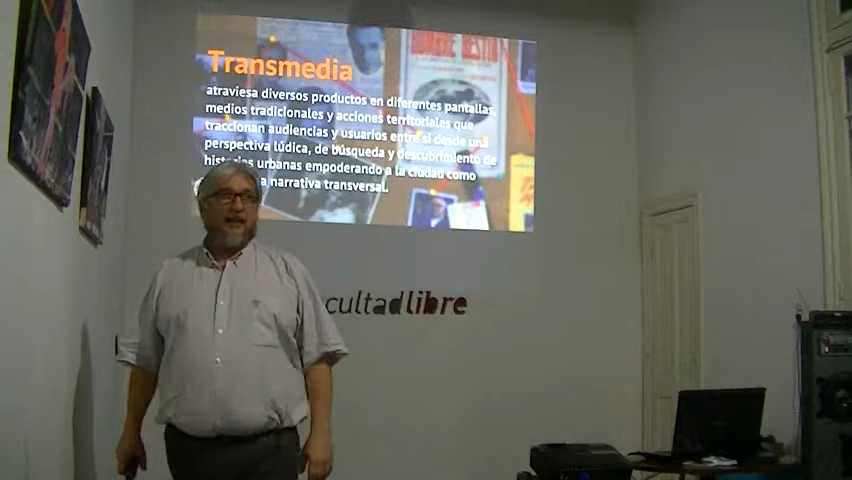 Transmedia
atraviesa diversos productos en diferentes pantallas,
medios tradicionales y acciones territoriales que
traccionan audiencias y usuarios entre sí desde una
perspectiva lúdica, de búsqueda y descubrimiento de
historias urbanas empoderando a la ciudad como
a narrativa transversal.
cultadlibre